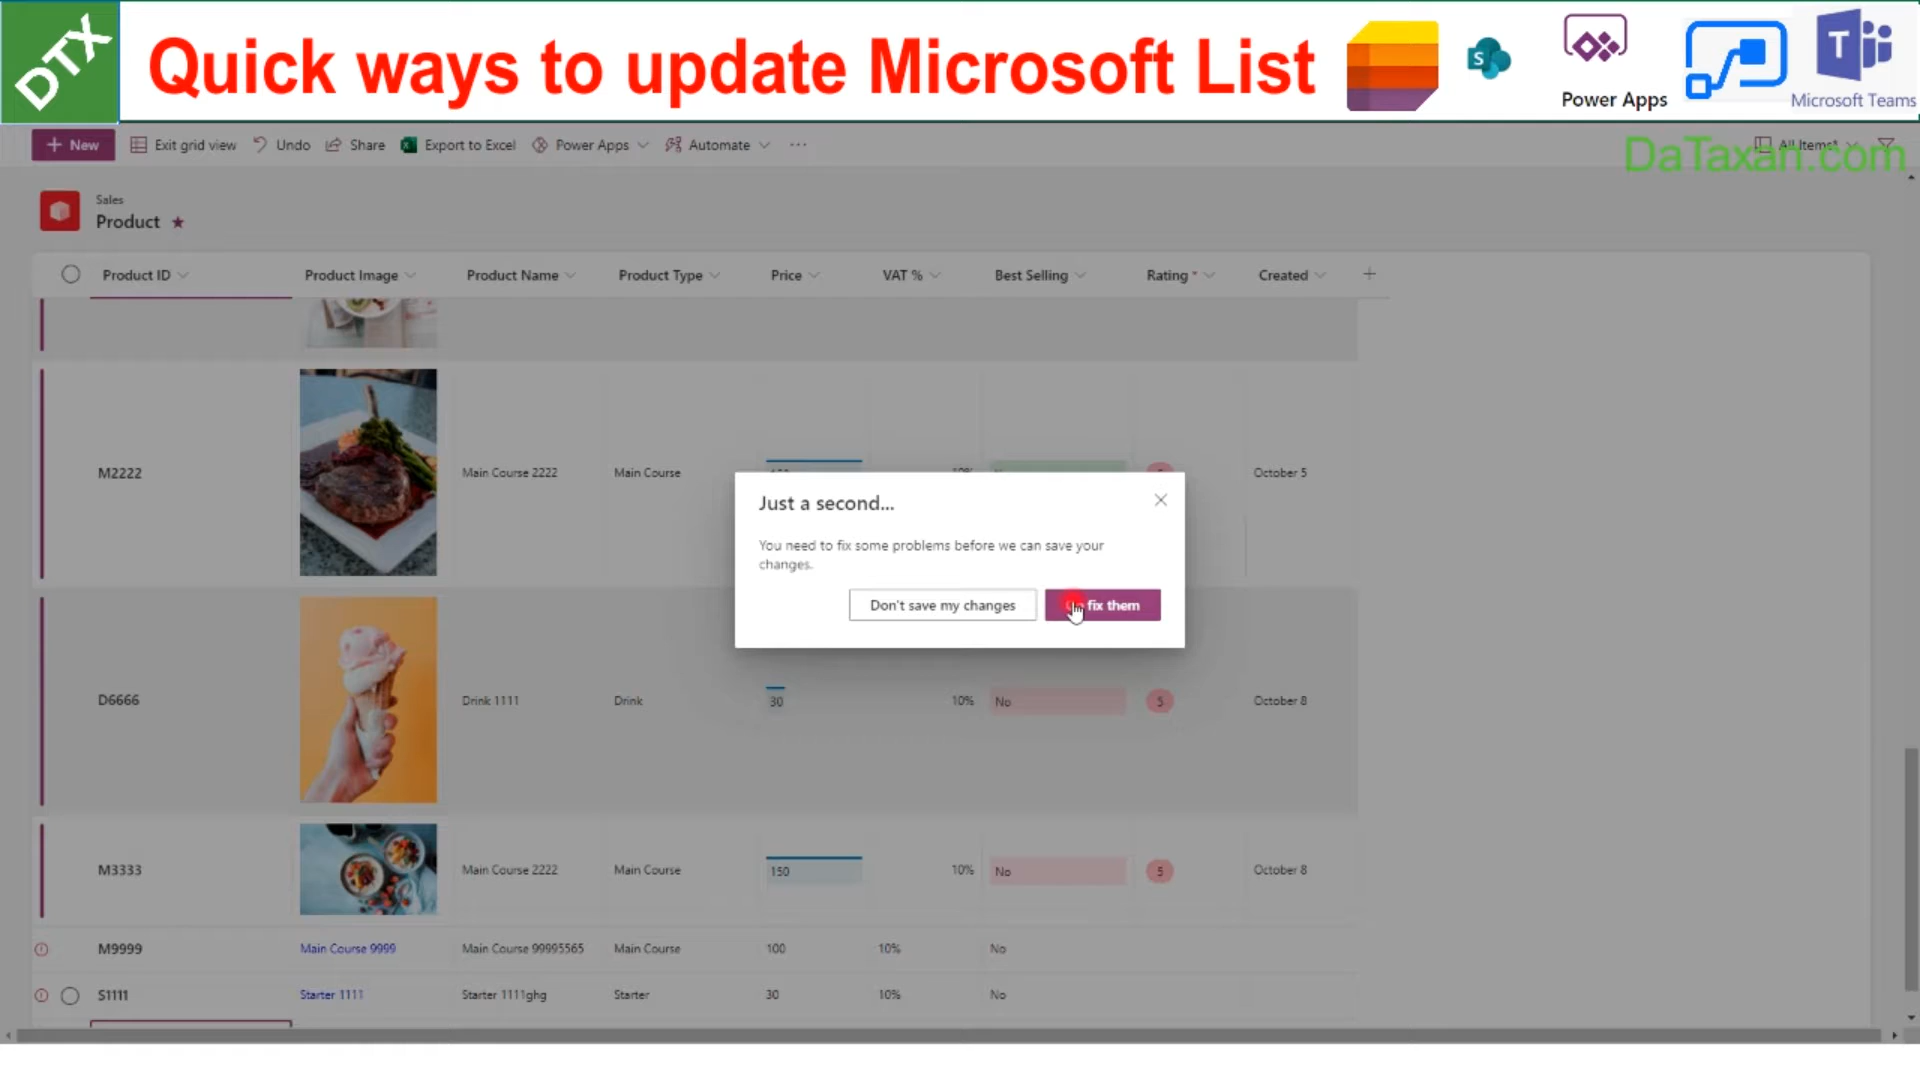 DTX
Quick ways to update Microsoft List
S
Power Apps
T
Microsoft Teams
New
Exit grid view
Undo
Share
Export to Excel
Power Apps
Automate
All Items*
DaTaxan.com
Sales
Product
Product ID
Product Image
Product Name
Product Type
Price
VAT %
Best Selling
Rating *
Created
M2222
Main Course 2222
Main Course
10%
October 5
Just a second...
You need to fix some problems before we can save your
changes.
Don't save my changes
fix them
D6666
Drink 1111
Drink
30
10%
No
5
October 8
M3333
Main Course 2222
Main Course
150
10%
No
5
October 8
M9999
Main Course 9999
Main Course 99995565
Main Course
100
10%
No
S1111
Starter 1111
Starter 1111ghg
Starter
30
10%
No